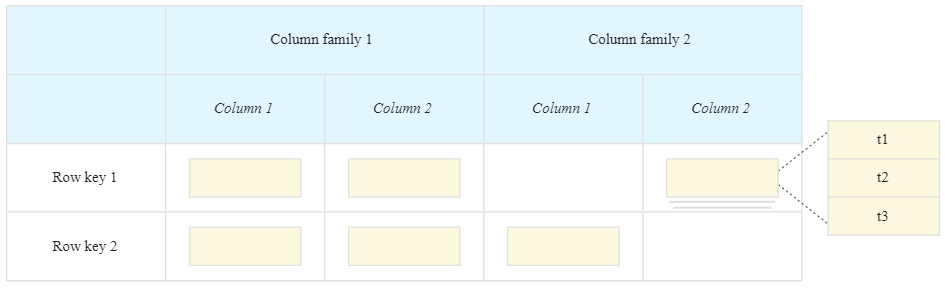 Column family 1
Column family 2
Column 1
Column 2
Column 1
Column 2
t1
Row key 1
t2
t3
Row key 2